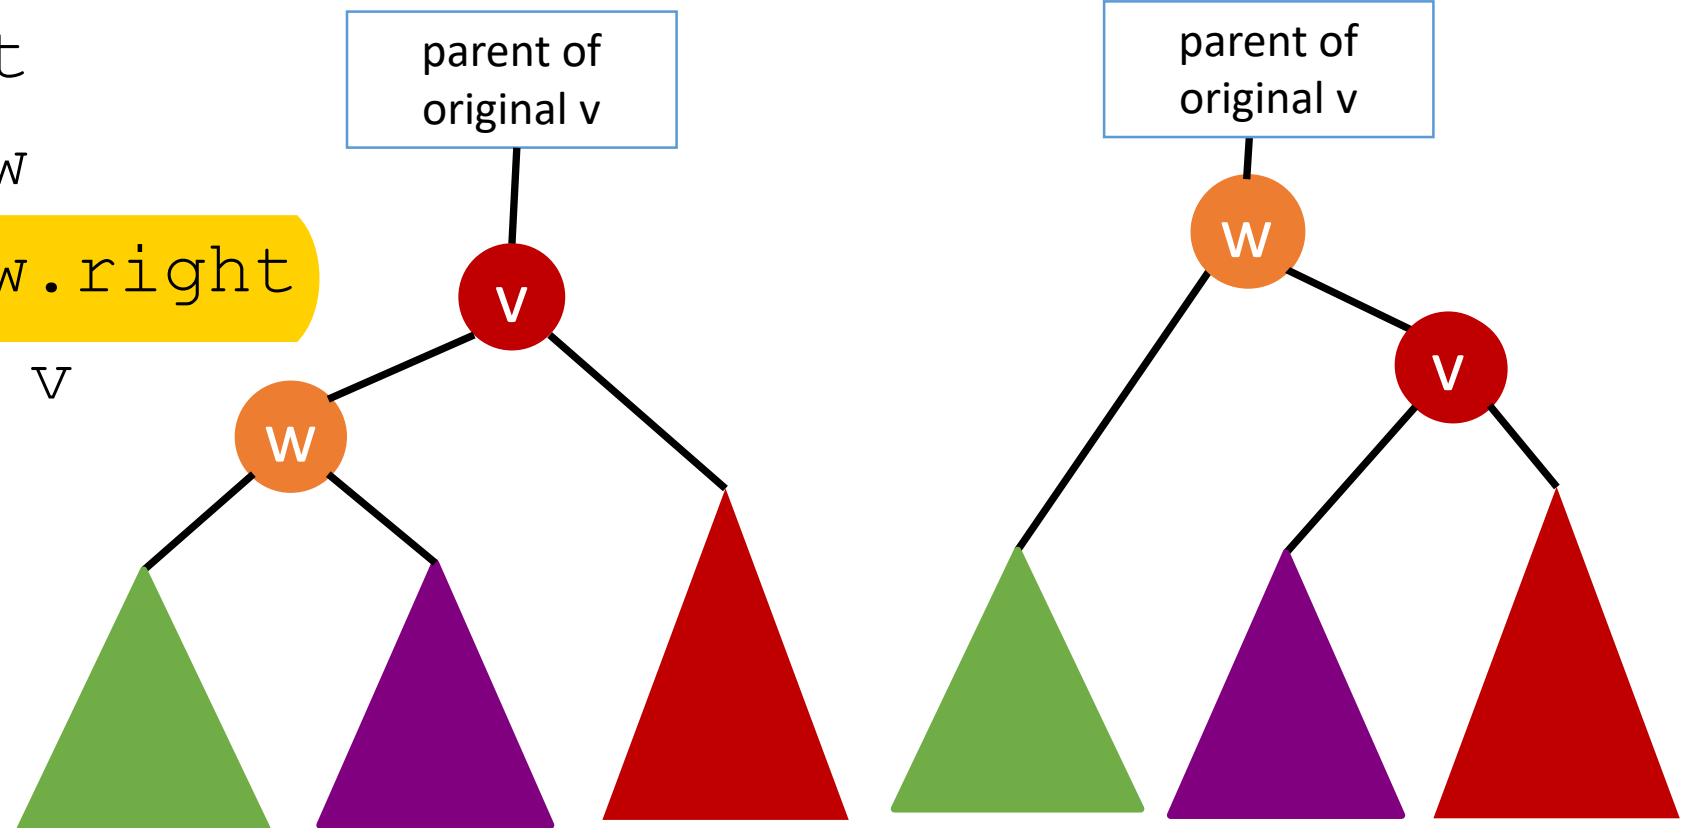 t
w
w.right
v
parent of
original v
v
w
parent of
original v
w
v